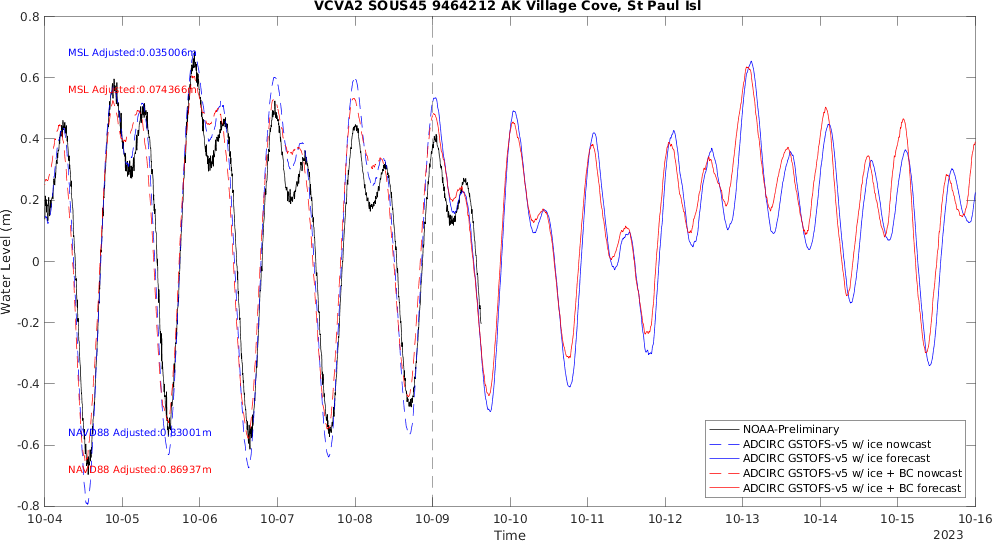 VCVA2 SOUS45 9464212 AK Village Cove, St Paul Isl
0.8
0.6
0.4
0.2
0
-0.2
-0.4
-0.6
-0.8
Water Level (m)
MSL Adjusted:0.035006m
MSL Adjusted:0.074366m
NAVD88 Adjusted:0.83001m
NAVD88 Adjusted:0.86937m
NOAA-Preliminary
ADCIRC GSTOFS-v5 w/ ice nowcast
ADCIRC GSTOFS-v5 w/ ice forecast
ADCIRC GSTOFS-v5 w/ ice + BC nowcast
ADCIRC GSTOFS-v5 w/ ice + BC forecast
10-04 10-05 10-06 10-07 10-08 10-09 10-10 10-11 10-12 10-13 10-14 10-15 10-16
Time
2023